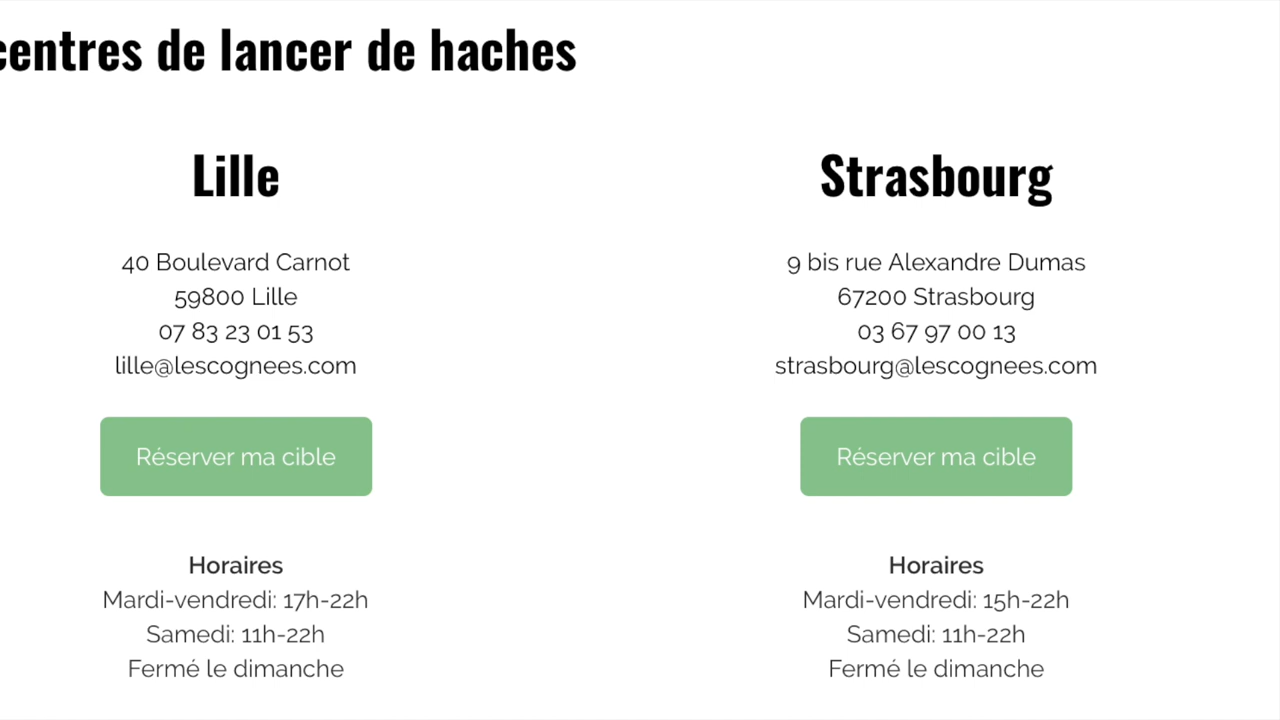 centres de lancer de haches
Lille
40 Boulevard Carnot
59800 Lille
07 83 23 01 53
lille@lescognees.com
Réserver ma cible
Horaires
Mardi-vendredi: 17h-22h
Samedi: 11h-22h
Fermé le dimanche
Strasbourg
9 bis rue Alexandre Dumas
67200 Strasbourg
03 67 97 00 13
strasbourg@lescognees.com
Réserver ma cible
Horaires
Mardi-vendredi: 15h-22h
Samedi: 11h-22h
Fermé le dimanche